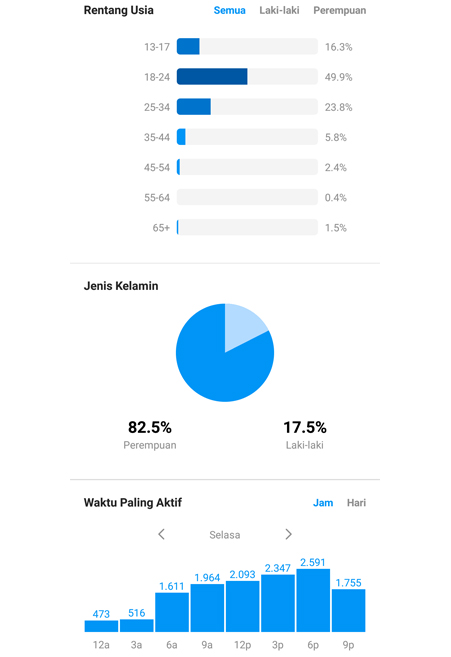 Rentang Usia Semua Laki-laki Perempuan
13-17 16.3%
18-24 49.9%
25-34 23.8%
35-44 5.8%
45-54 2.4%
55-64 0.4%
65+ 1.5%
Jenis Kelamin
82.5% 17.5%
Perempuan Laki-laki
Waktu Paling Aktif Jam Hari
Selasa
473 516 1.611 1.964 2.093 2.347 2.591 1.755
12a 3a 6a 9a 12p 3p 6p 9p